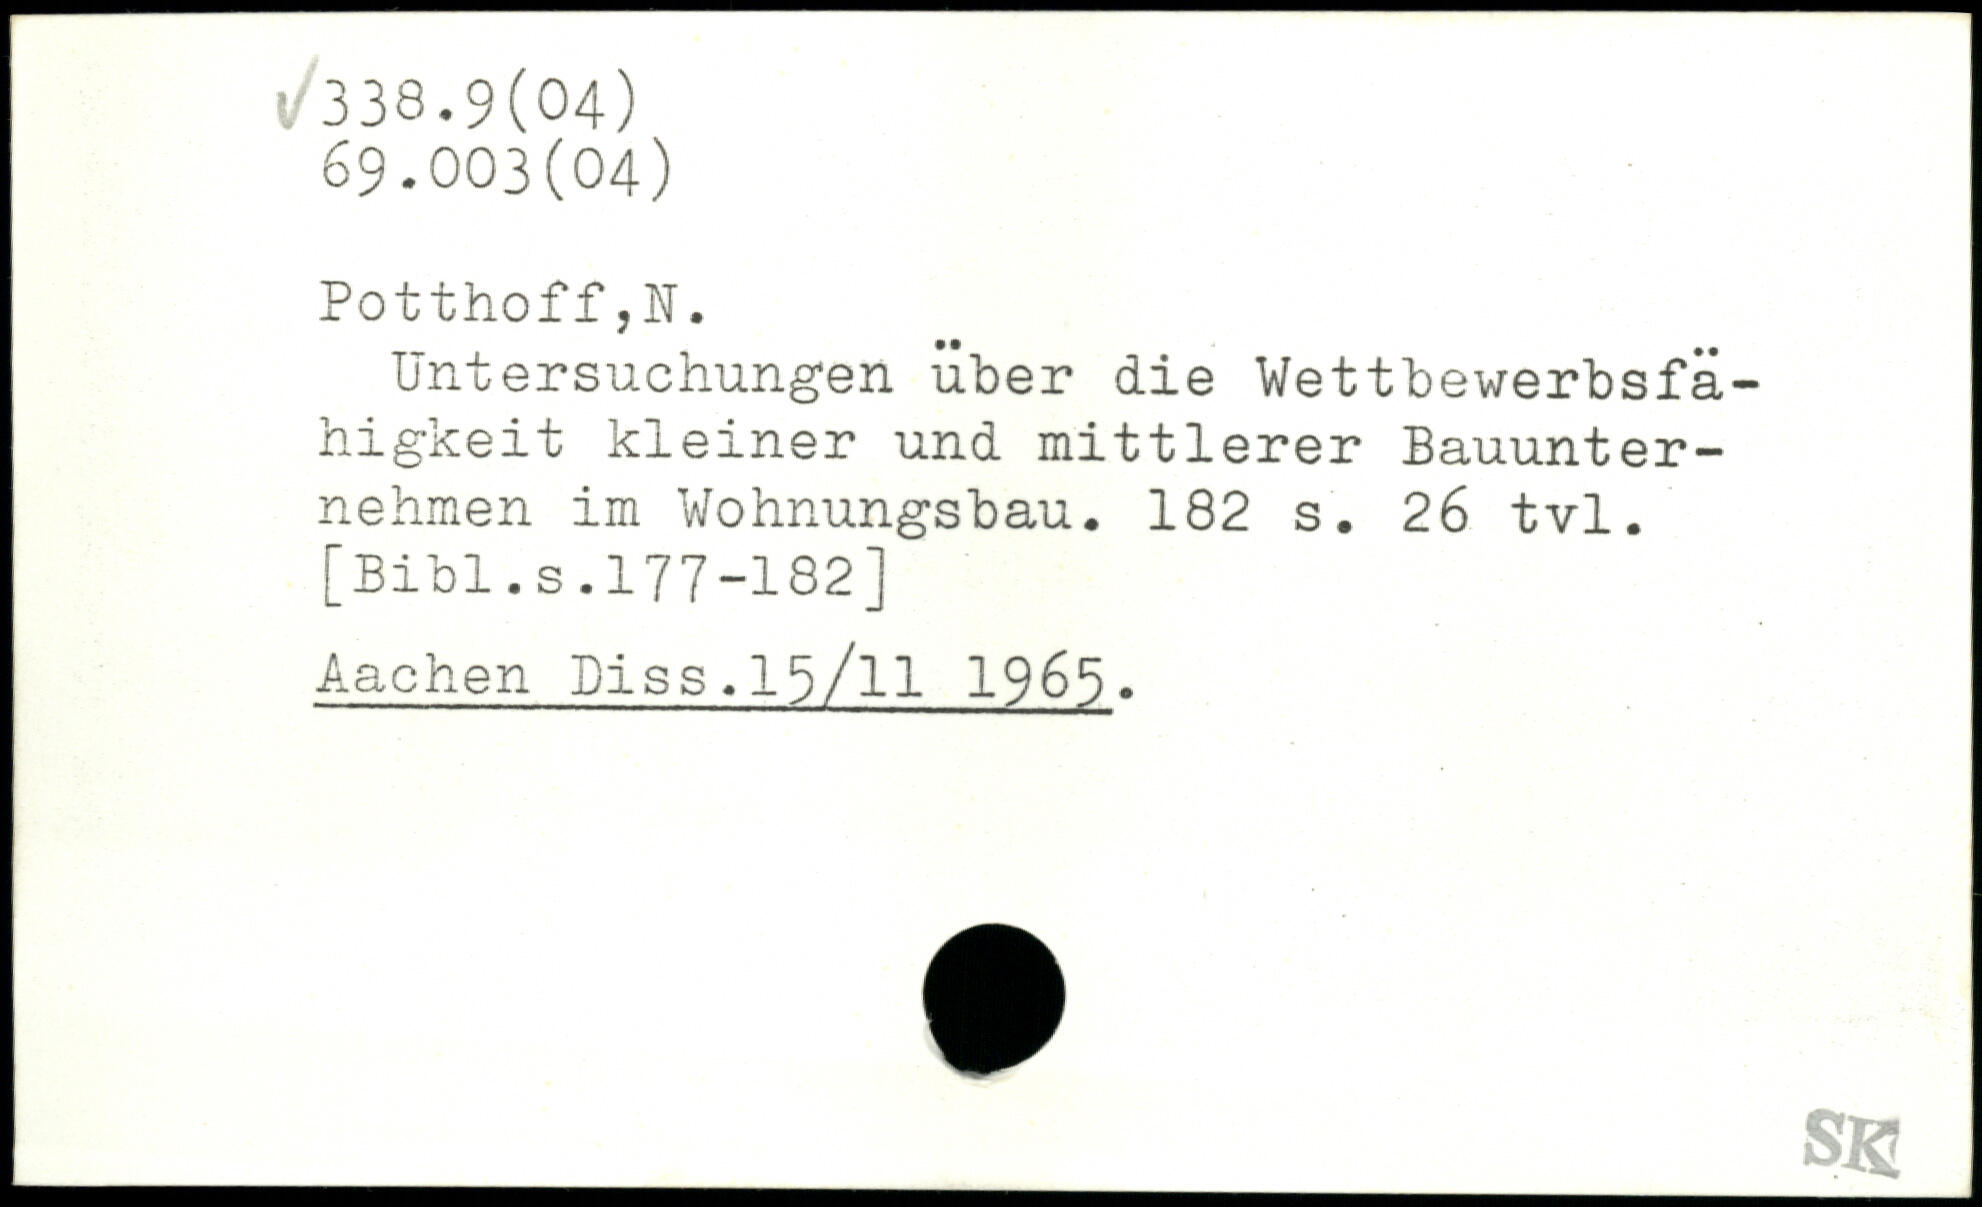 ✓338.9(04)
69.003(04)
Potthoff,N.
Untersuchungen über die Wettbewerbsfä-
higkeit kleiner und mittlerer Bauunter-
nehmen im Wohnungsbau. 182 s. 26 tvl.
[Bibl.s.177-182]
Aachen Diss.15/11 1965.
SK